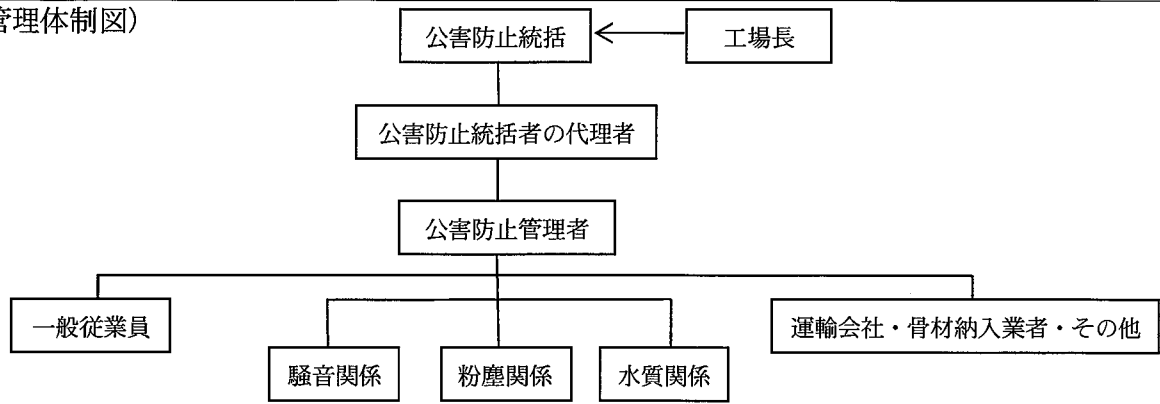 管理体制図）
公害防止統括
工場長
公害防止統括者の代理者
公害防止管理者
一般従業員
運輸会社・骨材納入業者・その他
騒音関係
粉塵関係
水質関係